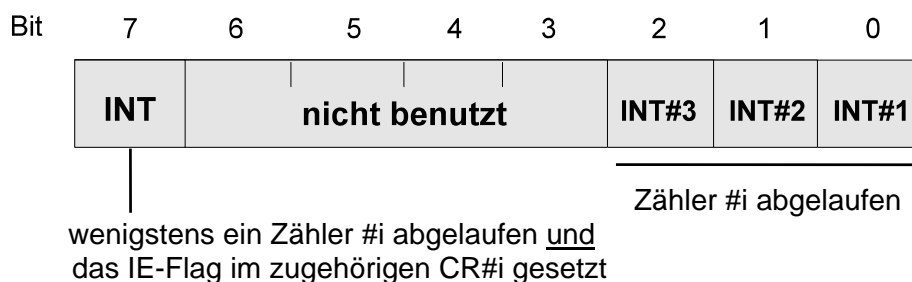 Bit 7 6 5 4 3 2 1 0
INT nicht benutzt INT#3 INT#2 INT#1
Zähler #i abgelaufen
wenigstens ein Zähler #i abgelaufen und
das IE-Flag im zugehörigen CR#i gesetzt